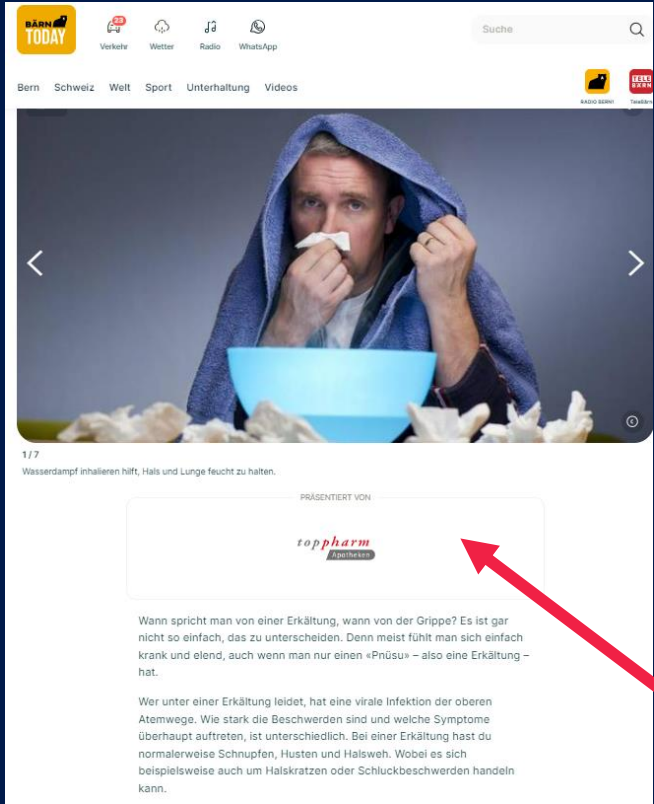 BÄRN
TODAY
23
Verkehr
Wetter
Radio
WhatsApp
Suche
Bern Schweiz Welt Sport Unterhaltung Videos
RADIO BERN1
TELE
BÄRN
TeleBärn
1 / 7
Wasserdampf inhalieren hilft, Hals und Lunge feucht zu halten.
PRÄSENTIERT VON
toppharm
Apotheken
Wann spricht man von einer Erkältung, wann von der Grippe? Es ist gar
nicht so einfach, das zu unterscheiden. Denn meist fühlt man sich einfach
krank und elend, auch wenn man nur einen «Pnüsu» – also eine Erkältung –
hat.
Wer unter einer Erkältung leidet, hat eine virale Infektion der oberen
Atemwege. Wie stark die Beschwerden sind und welche Symptome
überhaupt auftreten, ist unterschiedlich. Bei einer Erkältung hast du
normalerweise Schnupfen, Husten und Halsweh. Wobei es sich
beispielsweise auch um Halskratzen oder Schluckbeschwerden handeln
kann.